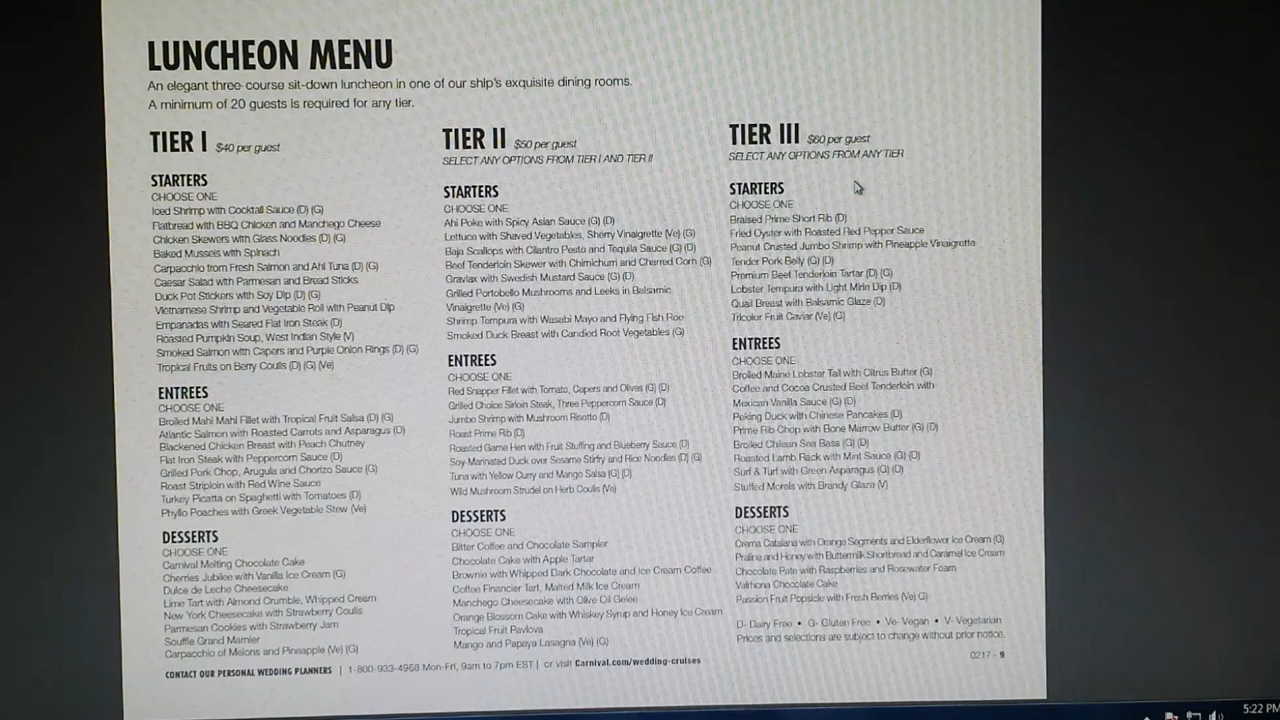 LUNCHEON MENU
An elegant three-course sit-down luncheon in one of our ship's exquisite dining rooms.
A minimum of 20 guests is required for any tier.
TIER I $40 per guest
STARTERS
CHOOSE ONE
Iced Shrimp with Cocktail Sauce (D) (G)
Flatbread with BBQ Chicken and Manchego Cheese
Chicken Skewers with Glass Noodles (D) (G)
Baked Mussels with Spinach
Carpacchio from Fresh Salmon and Ahi Tuna (D) (G)
Caesar Salad with Parmesan and Bread Sticks
Duck Pot Stickers with Soy Dip (D) (G)
Vietnamese Shrimp and Vegetable Roll with Peanut Dip
Empanadas with Seared Flat Iron Steak (D)
Roasted Pumpkin Soup, West Indian Style (V)
Smoked Salmon with Capers and Purple Onion Rings (D) (G)
Tropical Fruits on Berry Coulis (D) (G) (Ve)
ENTREES
CHOOSE ONE
Broiled Mahi Mahi Fillet with Tropical Fruit Salsa (D) (G)
Atlantic Salmon with Roasted Carrots and Asparagus (D)
Blackened Chicken Breast with Peach Chutney
Flat Iron Steak with Peppercorn Sauce (D)
Grilled Pork Chop, Arugula and Chorizo Sauce (G)
Roast Striploin with Red Wine Sauce
Turkey Picatta on Spaghetti with Tomatoes (D)
Phyllo Poaches with Greek Vegetable Stew (Ve)
DESSERTS
CHOOSE ONE
Carnival Melting Chocolate Cake
Cherries Jubilee with Vanilla Ice Cream (G)
Dulce de Leche Cheesecake
Lime Tart with Almond Crumble, Whipped Cream
New York Cheesecake with Strawberry Coulis
Parmesan Cookies with Strawberry Jam
Souffle Grand Marnier
Carpacchio of Melons and Pineapple (Ve) (G)
TIER II $50 per guest
SELECT ANY OPTIONS FROM TIER I AND TIER II
STARTERS
CHOOSE ONE
Ahi Poke with Spicy Asian Sauce (G) (D)
Lettuce with Shaved Vegetables, Sherry Vinaigrette (Ve) (G)
Baja Scallops with Cilantro Pesto and Tequila Sauce (G) (D)
Beef Tenderloin Skewer with Chimichurri and Charred Corn (G)
Gravlax with Swedish Mustard Sauce (G) (D)
Grilled Portobello Mushrooms and Leeks in Balsamic
Vinaigrette (Ve) (G)
Shrimp Tempura with Wasabi Mayo and Flying Fish Roe
Smoked Duck Breast with Candied Root Vegetables (G)
ENTREES
CHOOSE ONE
Red Snapper Fillet with Tomato, Capers and Olives (G) (D)
Grilled Choice Sirloin Steak, Three Peppercorn Sauce (D)
Jumbo Shrimp with Mushroom Risotto (D)
Roast Prime Rib (D)
Roasted Game Hen with Fruit Stuffing and Blueberry Sauce (D)
Soy-Marinated Duck over Sesame Stirfry and Rice Noodles (D) (G)
Tuna with Yellow Curry and Mango Salsa (G) (D)
Wild Mushroom Strudel on Herb Coulis (Ve)
DESSERTS
CHOOSE ONE
Bitter Coffee and Chocolate Sampler
Chocolate Cake with Apple Tartar
Brownie with Whipped Dark Chocolate and Ice Cream Coffee
Coffee Financier Tart, Malted Milk Ice Cream
Manchego Cheesecake with Olive Oil Gelee
Orange Blossom Cake with Whiskey Syrup and Honey Ice Cream
Tropical Fruit Pavlova
Mango and Papaya Lasagna (Ve) (G)
TIER III $60 per guest
SELECT ANY OPTIONS FROM ANY TIER
STARTERS
CHOOSE ONE
Braised Prime Short Rib (D)
Fried Oyster with Roasted Red Pepper Sauce
Peanut Crusted Jumbo Shrimp with Pineapple Vinaigrette
Tender Pork Belly (G) (D)
Premium Beef Tenderloin Tartar (D) (G)
Lobster Tempura with Light Mirin Dip (D)
Quail Breast with Balsamic Glaze (D)
Tricolor Fruit Caviar (Ve) (G)
ENTREES
CHOOSE ONE
Broiled Maine Lobster Tail with Citrus Butter (G)
Coffee and Cocoa Crusted Beef Tenderloin with
Mexican Vanilla Sauce (G) (D)
Peking Duck with Chinese Pancakes (D)
Prime Rib Chop with Bone Marrow Butter (G) (D)
Broiled Chilean Sea Bass (G) (D)
Roasted Lamb Rack with Mint Sauce (G) (D)
Surf & Turf with Green Asparagus (G) (D)
Stuffed Morels with Brandy Glaze (V)
DESSERTS
CHOOSE ONE
Crema Catalana with Orange Segments and Elderflower Ice Cream (G)
Praline and Honey with Buttermilk Shortbread and Caramel Ice Cream
Chocolate Pate with Raspberries and Rosewater Foam
Valrhona Chocolate Cake
Passion Fruit Popsicle with Fresh Berries (Ve) G)
D- Dairy Free • G- Gluten Free • Ve- Vegan • V- Vegetarian
Prices and selections are subject to change without prior notice.
CONTACT OUR PERSONAL WEDDING PLANNERS | 1-800-933-4968 Mon-Fri, 9am to 7pm EST | or visit Carnival.com/wedding-cruises
0217 - 9
5:22 PM